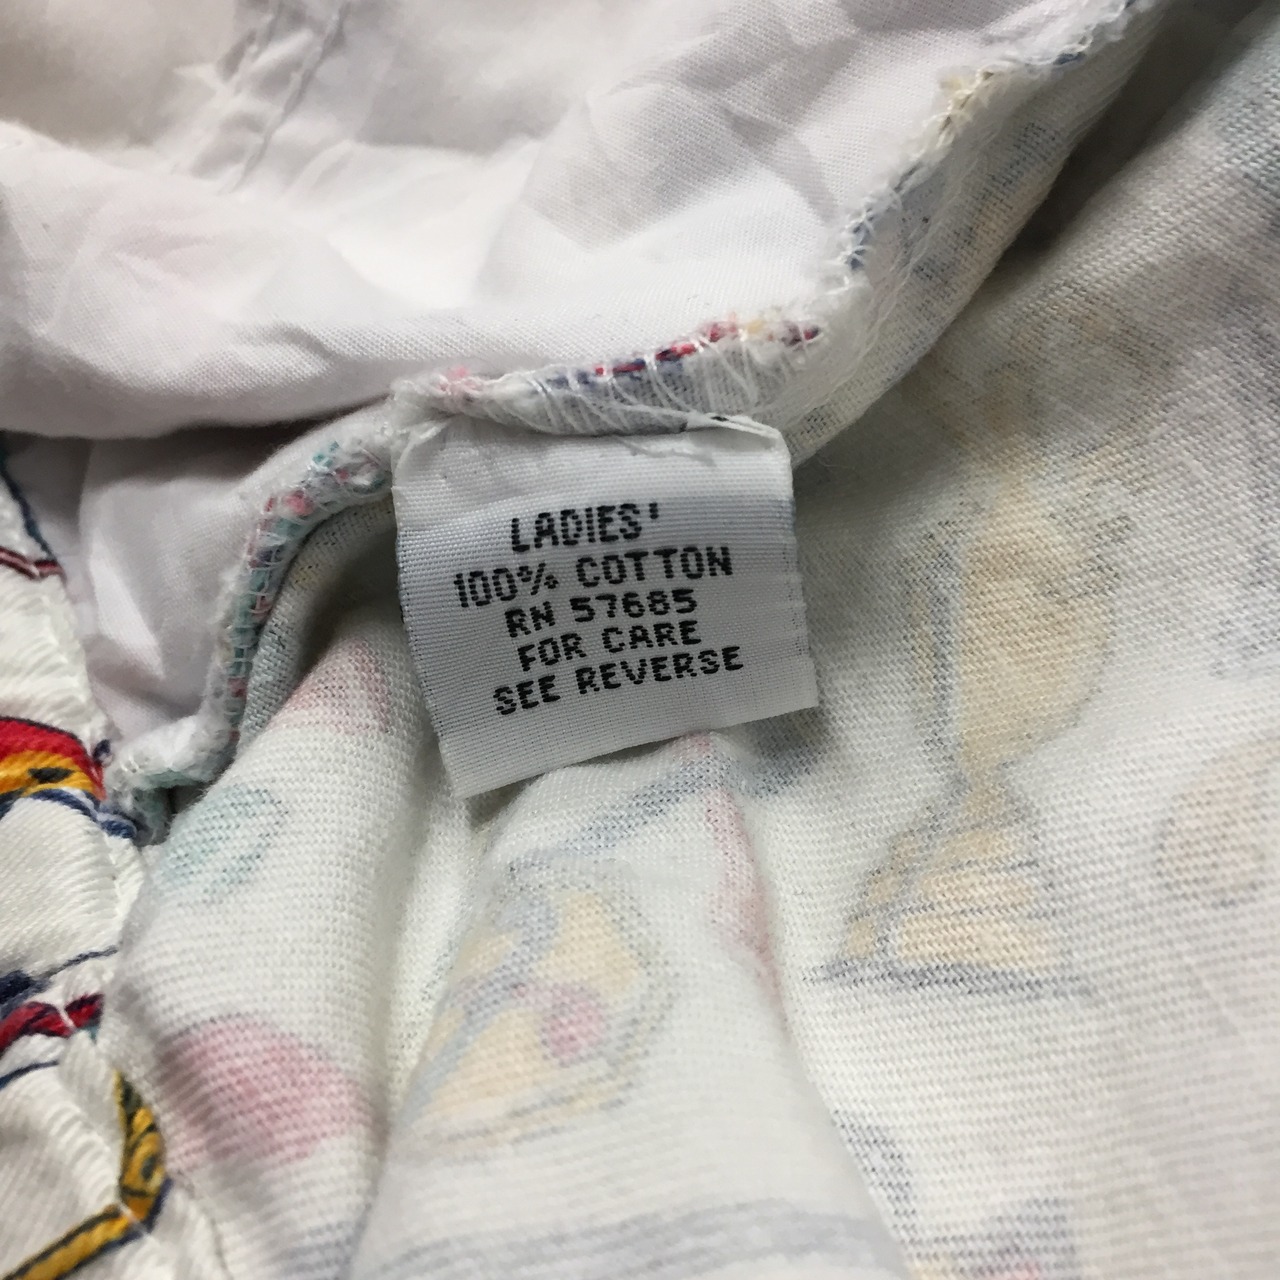 LADIES'
100% COTTON
RN 57685
FOR CARE
SEE REVERSE